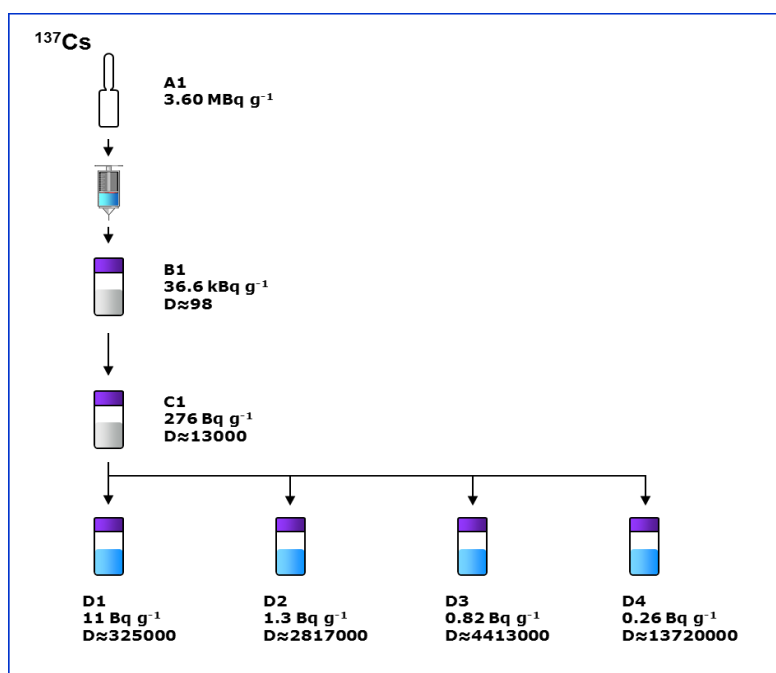 ¹³⁷Cs
A1
3.60 MBq g⁻¹
B1
36.6 kBq g⁻¹
D≈98
C1
276 Bq g⁻¹
D≈13000
D1
11 Bq g⁻¹
D≈325000
D2
1.3 Bq g⁻¹
D≈2817000
D3
0.82 Bq g⁻¹
D≈4413000
D4
0.26 Bq g⁻¹
D≈13720000